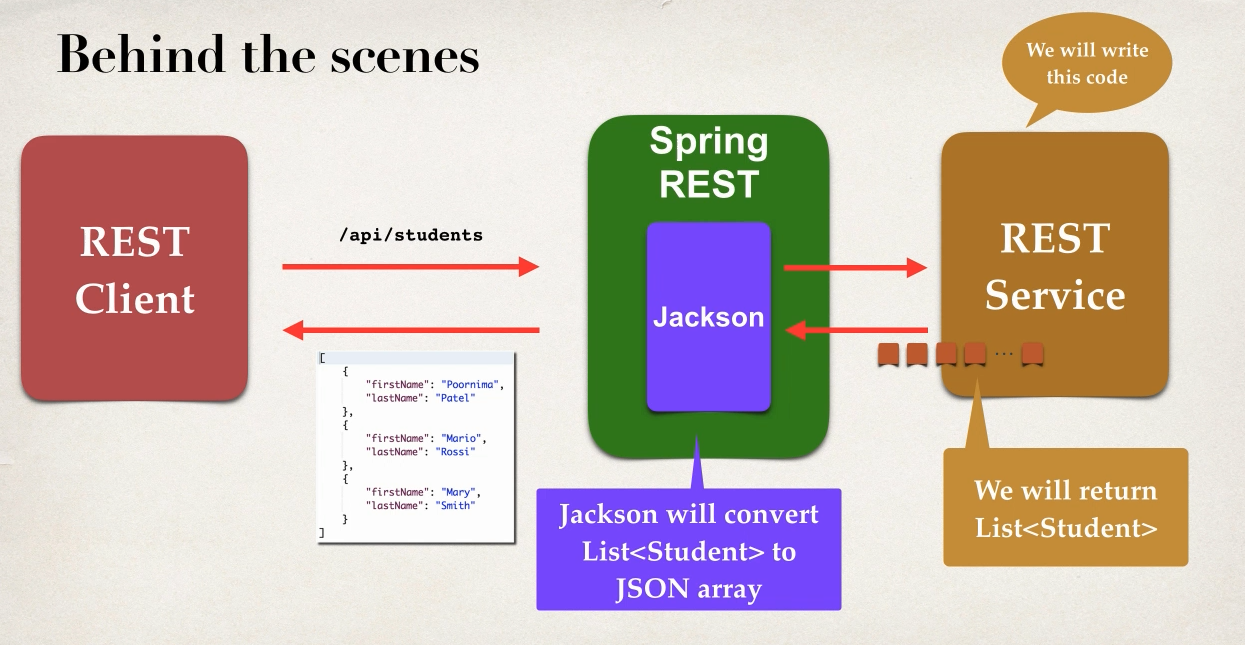 Behind the scenes
We will write
this code
REST
Client
/api/students
[
{
"firstName": "Poornima",
"lastName": "Patel"
},
{
"firstName": "Mario",
"lastName": "Rossi"
},
{
"firstName": "Mary",
"lastName": "Smith"
}
]
Spring
REST
Jackson
REST
Service
...
Jackson will convert
List<Student> to
JSON array
We will return
List<Student>